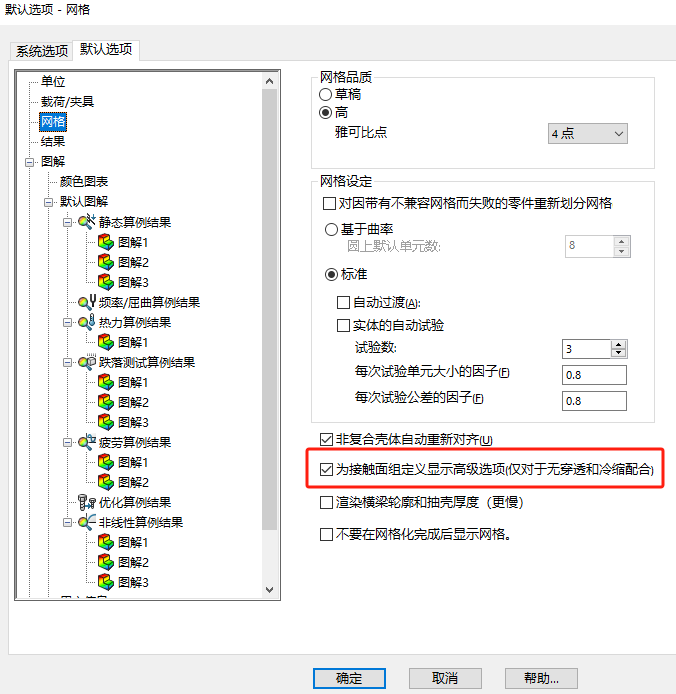 默认选项 - 网格
系统选项 默认选项
单位
载荷/夹具
网格
结果
图解
颜色图表
默认图解
静态算例结果
图解1
图解2
图解3
频率/屈曲算例结果
热力算例结果
图解1
跌落测试算例结果
图解1
图解2
图解3
疲劳算例结果
图解1
图解2
优化算例结果
非线性算例结果
图解1
图解2
图解3
网格品质
草稿
高
雅可比点 4 点
网格设定
对因带有不兼容网格而失败的零件重新划分网格
基于曲率
圆上默认单元数: 8
标准
自动过渡(A):
实体的自动试验
试验数: 3
每次试验单元大小的因子(F) 0.8
每次试验公差的因子(F) 0.8
非复合壳体自动重新对齐(U)
为接触面组定义显示高级选项(仅对于无穿透和冷缩配合)
渲染横梁轮廓和抽壳厚度（更慢）
不要在网格化完成后显示网格。
确定 取消 帮助...